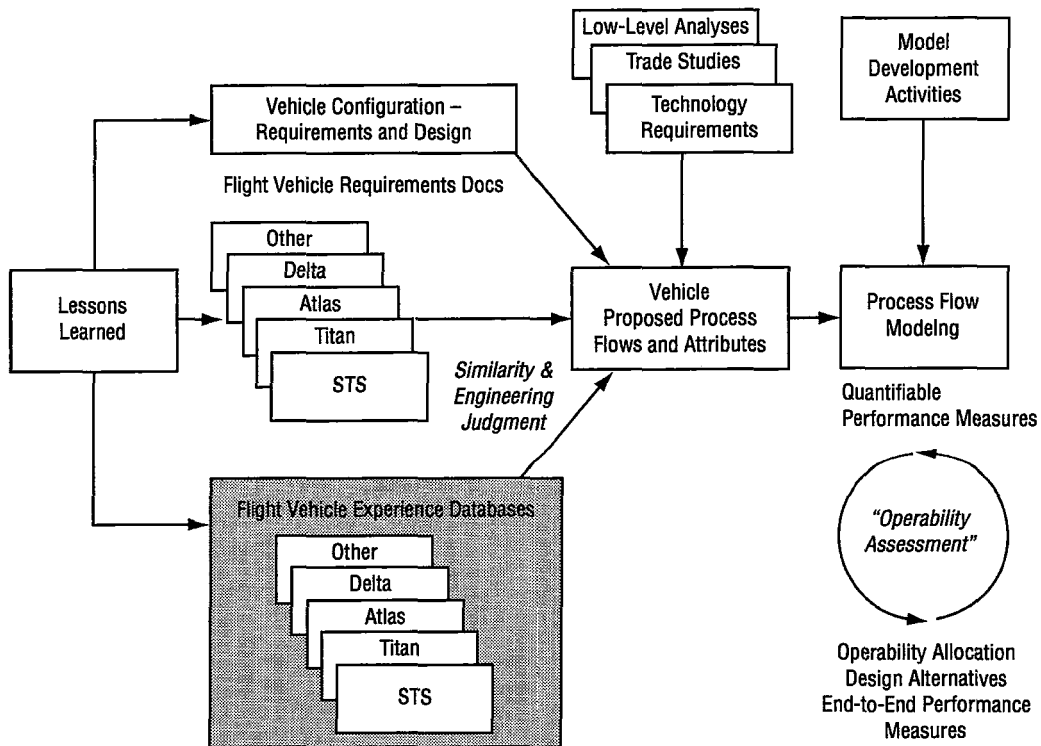 Low-Level Analyses
Trade Studies
Technology
Requirements
Model
Development
Activities
Vehicle Configuration –
Requirements and Design
Flight Vehicle Requirements Docs
Other
Delta
Atlas
Titan
STS
Lessons
Learned
Similarity &
Engineering
Judgment
Vehicle
Proposed Process
Flows and Attributes
Process Flow
Modelng
Quantifiable
Performance Measures
Flight Vehicle Experience Databases
Other
Delta
Atlas
Titan
STS
“Operability
Assessment”
Operability Allocation
Design Alternatives
End-to-End Performance
Measures